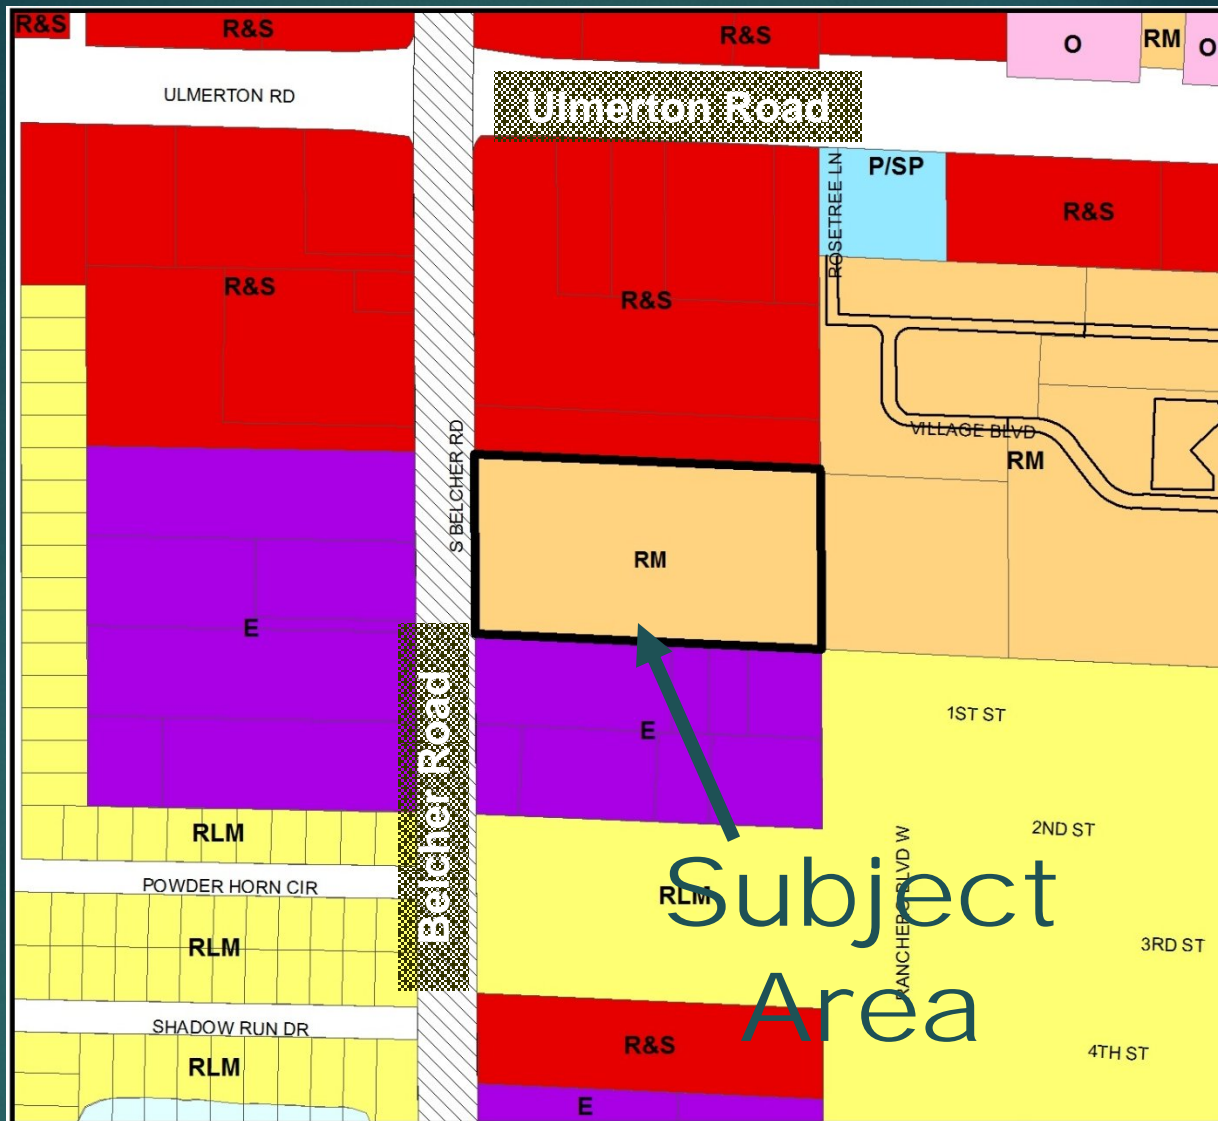 R&S
R&S
R&S
O
RM
O
ULMERTON RD
Ulmerton Road
P/SP
ROSETREE LN
R&S
R&S
R&S
VILLAGE BLVD
RM
S BELCHER RD
RM
E
Belcher Road
E
1ST ST
RLM
2ND ST
POWDER HORN CIR
RLM
Subject
Area
RANCHERO BLVD W
RLM
3RD ST
SHADOW RUN DR
R&S
4TH ST
RLM
E